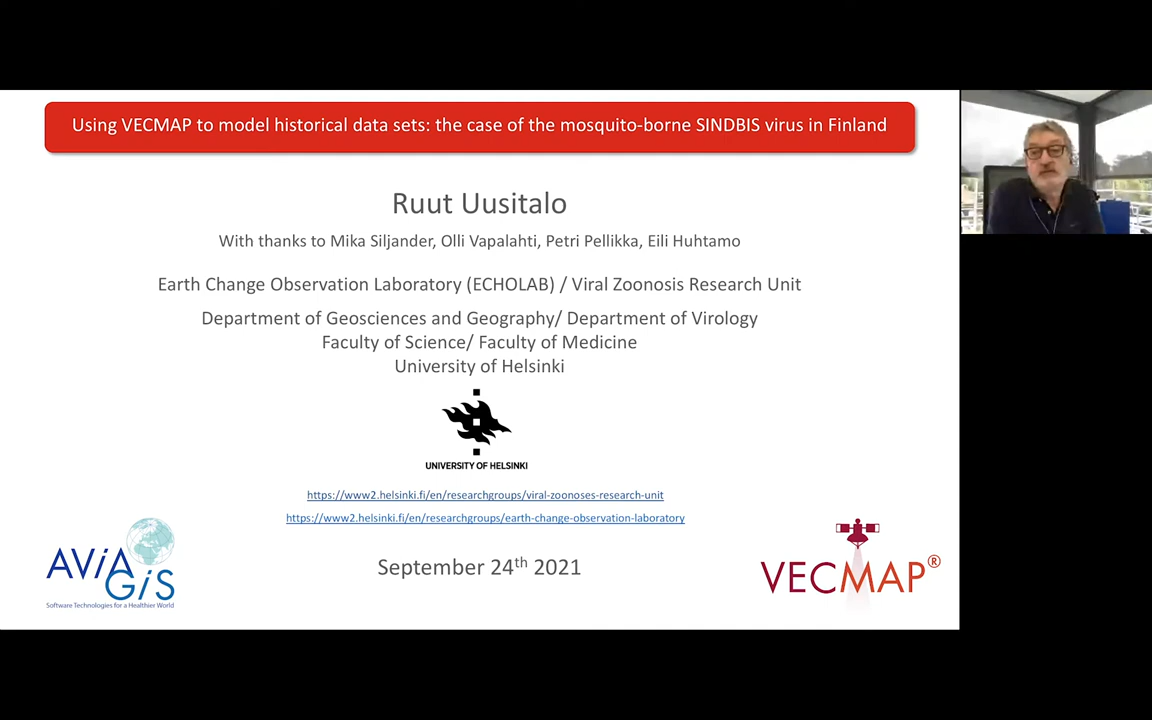 Using VECMAP to model historical data sets: the case of the mosquito-borne SINDBIS virus in Finland
Ruut Uusitalo
With thanks to Mika Siljander, Olli Vapalahti, Petri Pellikka, Eili Huhtamo
Earth Change Observation Laboratory (ECHOLAB) / Viral Zoonosis Research Unit
Department of Geosciences and Geography/ Department of Virology
Faculty of Science/ Faculty of Medicine
University of Helsinki
UNIVERSITY OF HELSINKI
https://www2.helsinki.fi/en/researchgroups/viral-zoonoses-research-unit
https://www2.helsinki.fi/en/researchgroups/earth-change-observation-laboratory
September 24th 2021
AViA
GiS
Software Technologies for a Healthier World
VECMAP®